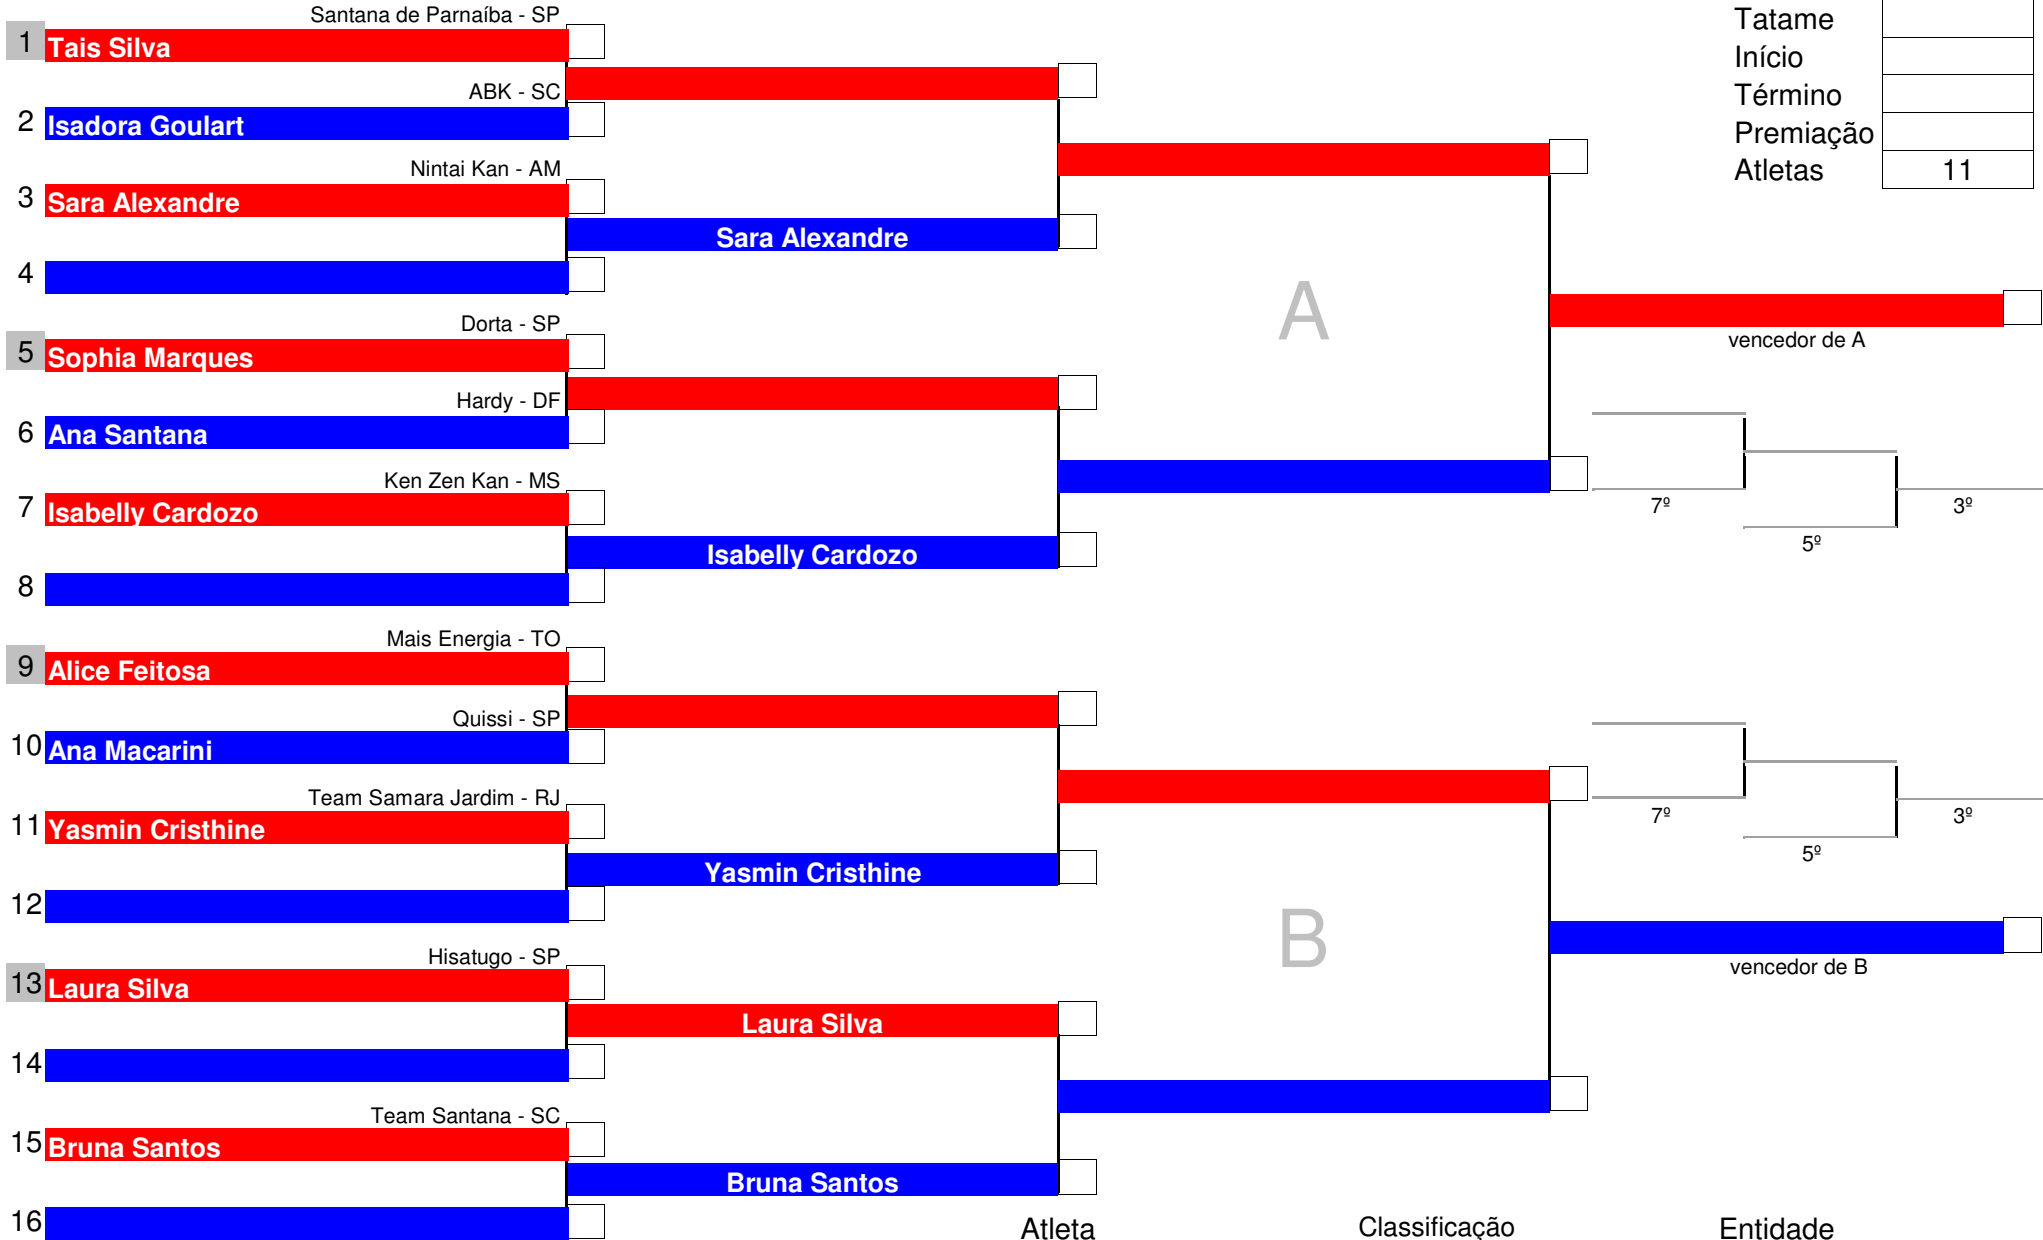 Santana de Parnaíba - SP
1 Tais Silva
ABK - SC
2 Isadora Goulart
Nintai Kan - AM
3 Sara Alexandre
Sara Alexandre
4
Dorta - SP
5 Sophia Marques
Hardy - DF
6 Ana Santana
Ken Zen Kan - MS
7 Isabelly Cardozo
Isabelly Cardozo
8
Mais Energia - TO
9 Alice Feitosa
Quissi - SP
10 Ana Macarini
Team Samara Jardim - RJ
11 Yasmin Cristhine
Yasmin Cristhine
12
Hisatugo - SP
13 Laura Silva
Laura Silva
14
Team Santana - SC
15 Bruna Santos
Bruna Santos
16
A
B
Tatame
Início
Término
Premiação
Atletas 11
vencedor de A
7º
3º
5º
7º
3º
5º
vencedor de B
Atleta Classificação Entidade